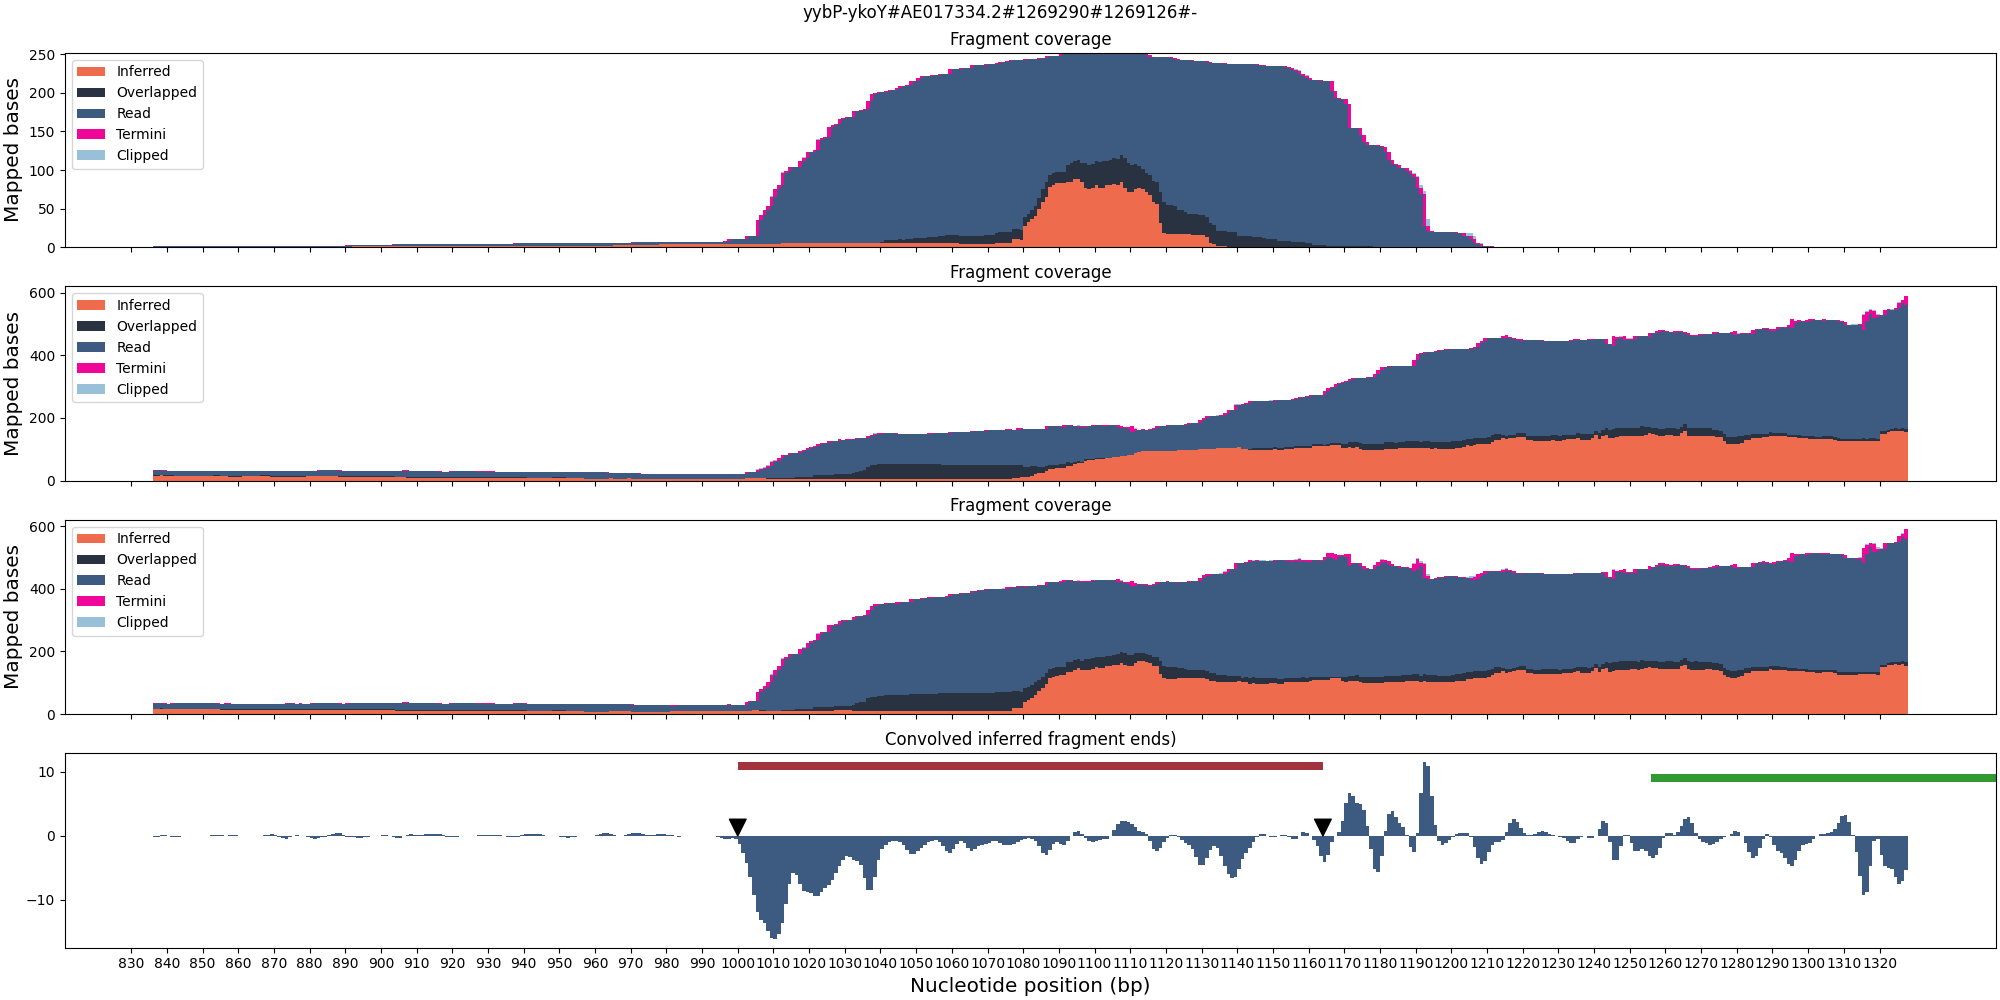 yybP-ykoY#AE017334.2#1269290#1269126#-
Fragment coverage
Mapped bases
250
200
150
100
50
0
Inferred
Overlapped
Read
Termini
Clipped
Fragment coverage
Mapped bases
600
400
200
0
Inferred
Overlapped
Read
Termini
Clipped
Fragment coverage
Mapped bases
600
400
200
0
Inferred
Overlapped
Read
Termini
Clipped
Convolved inferred fragment ends)
10
0
−10
830 840 850 860 870 880 890 900 910 920 930 940 950 960 970 980 990 1000 1010 1020 1030 1040 1050 1060 1070 1080 1090 1100 1110 1120 1130 1140 1150 1160 1170 1180 1190 1200 1210 1220 1230 1240 1250 1260 1270 1280 1290 1300 1310 1320
Nucleotide position (bp)